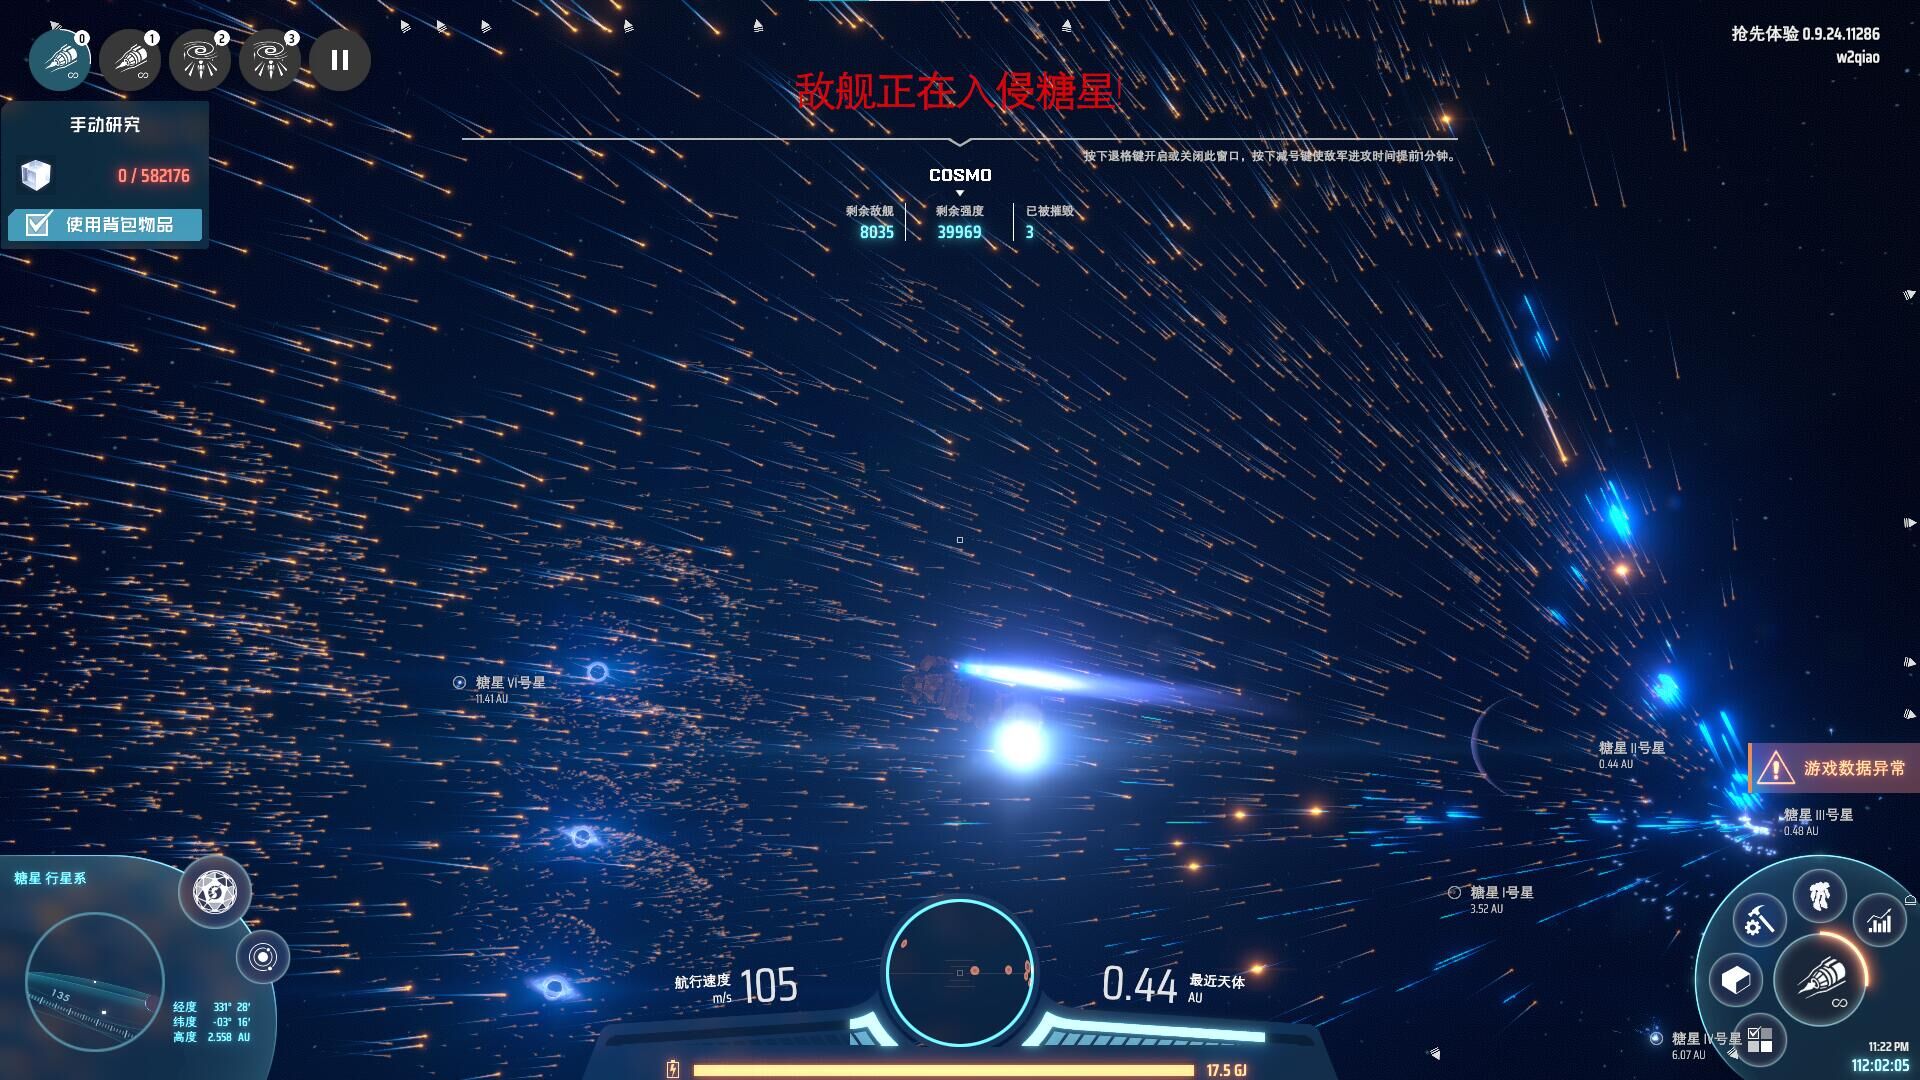 0
1
2
3
抢先体验 0.9.24.11286
w2qiao
敌舰正在入侵糖星!
手动研究
0 / 582176
使用背包物品
按下退格键开启或关闭此窗口，按下减号键使敌军进攻时间提前1分钟。
COSMO
剩余敌舰 剩余强度 已被摧毁
8035 39969 3
糖星 VI号星
11.41 AU
糖星 II号星
0.44 AU
游戏数据异常
糖星 III号星
0.48 AU
糖星 I号星
3.52 AU
糖星 行星系
135
经度 331° 28′
纬度 -03° 16′
高度 2.558 AU
航行速度
m/s
105
0.44
最近天体
AU
17.5 GJ
糖星 IV号星
6.07 AU
11:22 PM
112:02:05